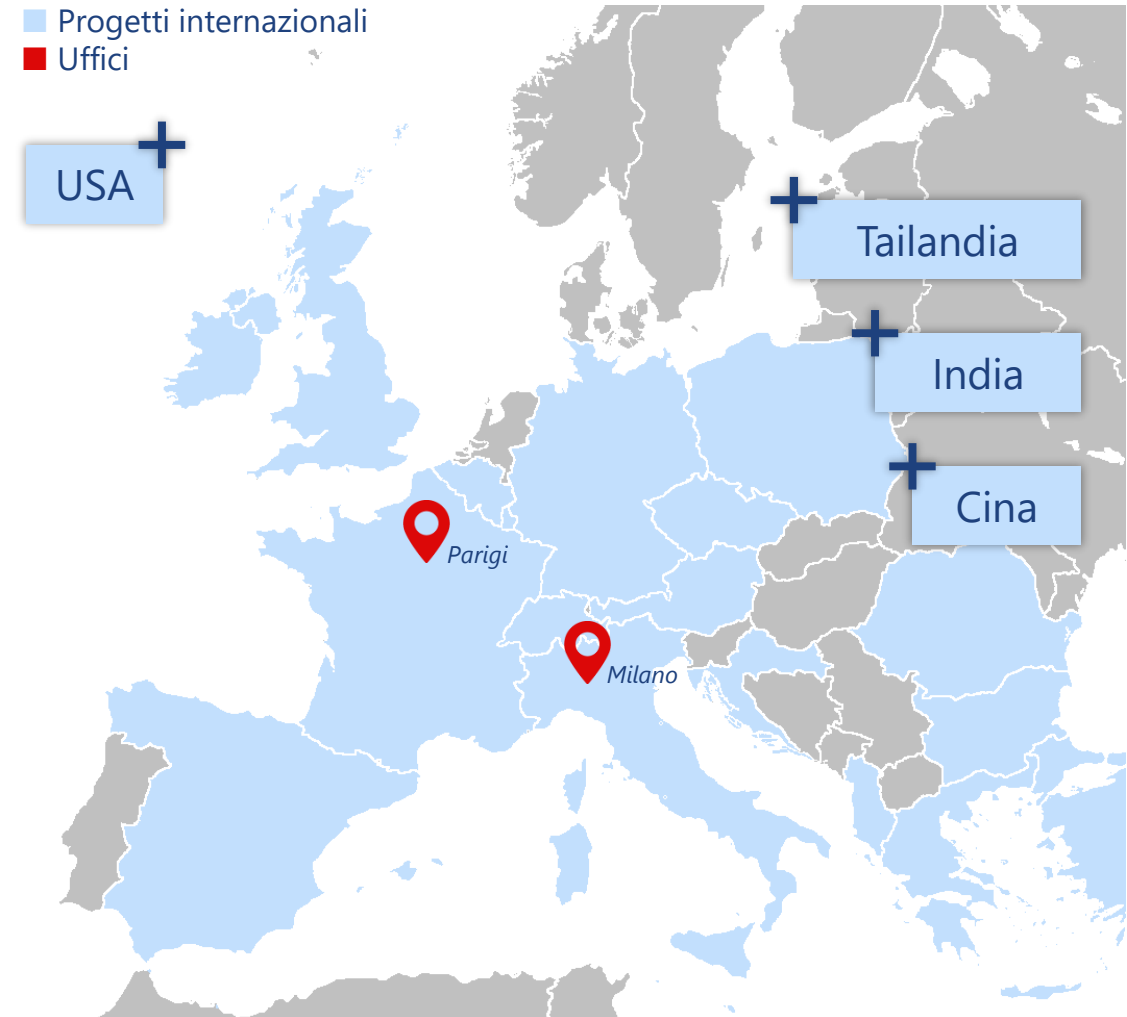 Progetti internazionali
Uffici
USA
Tailandia
India
Cina
Parigi
Milano